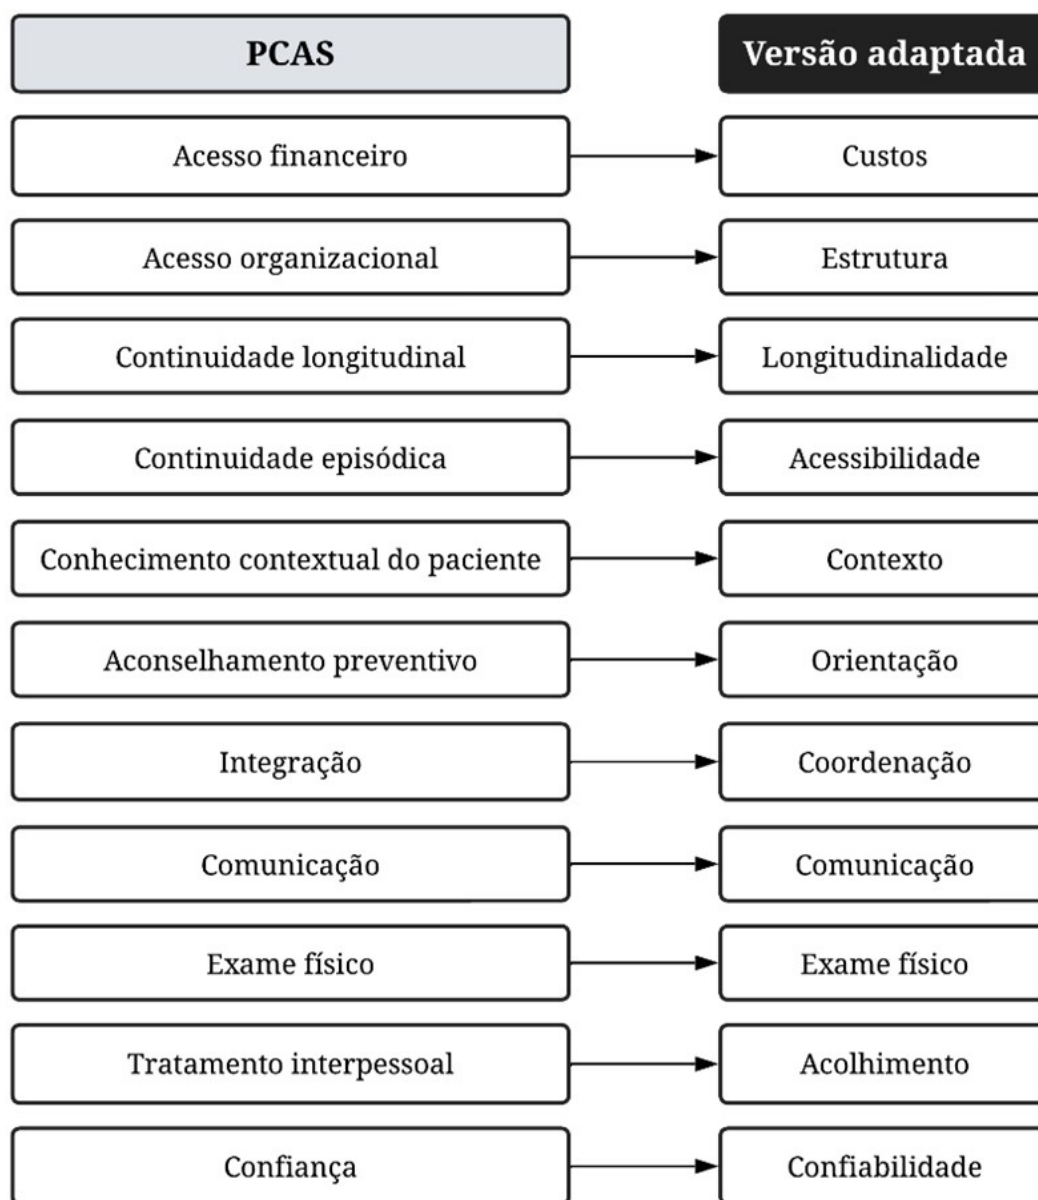 PCAS Versão adaptada
Acesso financeiro Custos
Acesso organizacional Estrutura
Continuidade longitudinal Longitudinalidade
Continuidade episódica Acessibilidade
Conhecimento contextual do paciente Contexto
Aconselhamento preventivo Orientação
Integração Coordenação
Comunicação Comunicação
Exame físico Exame físico
Tratamento interpessoal Acolhimento
Confiança Confiabilidade